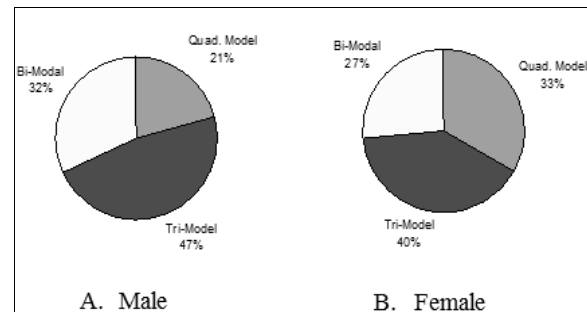 Quad. Model
21%
Bi-Modal
32%
Tri-Model
47%
A. Male
Bi-Modal
27%
Quad. Model
33%
Tri-Model
40%
B. Female